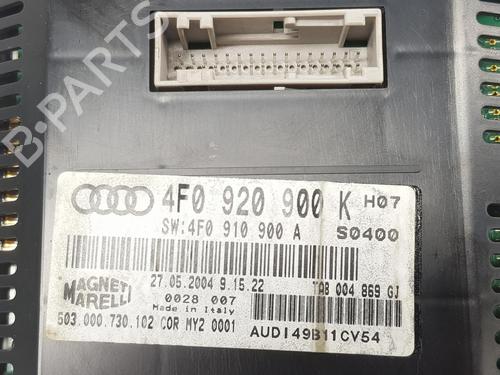 B-PARTS
4F0 920 900 K H07
SW:4F0 910 900 A S0400
27.05.2004 9.15.22
MAGNETI MARELLI
0028 007
Made in Italy
T98 004 869 GJ
503.000.730.102 COR MY2 0001
AUDI49B11CV54